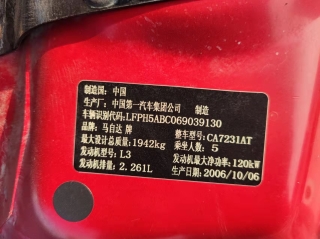 制造国: 中国
生产厂: 中国第一汽车集团公司 制造
车辆识别代码: LFPH5ABC069039130
品牌: 马自达 牌 整车型号: CA7231AT
最大设计总质量: 1942kg 乘坐人数: 5
发动机型号: L3 发动机最大净功率: 120kW
发动机排量: 2.261L 生产日期: 2006/10/06